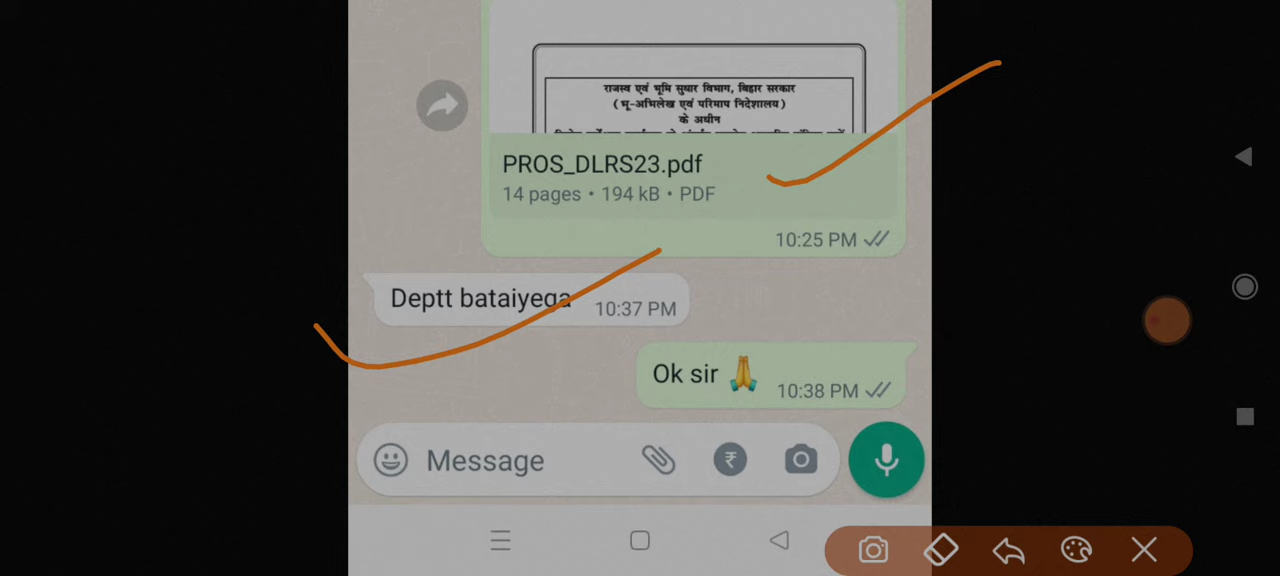 राजस्व एवं भूमि सुधार विभाग, बिहार सरकार
(भू-अभिलेख एवं परिमाप निदेशालय)
के अधीन
PROS_DLRS23.pdf
14 pages • 194 kB • PDF
10:25 PM
Deptt bataiyega 10:37 PM
Ok sir 🙏 10:38 PM
Message